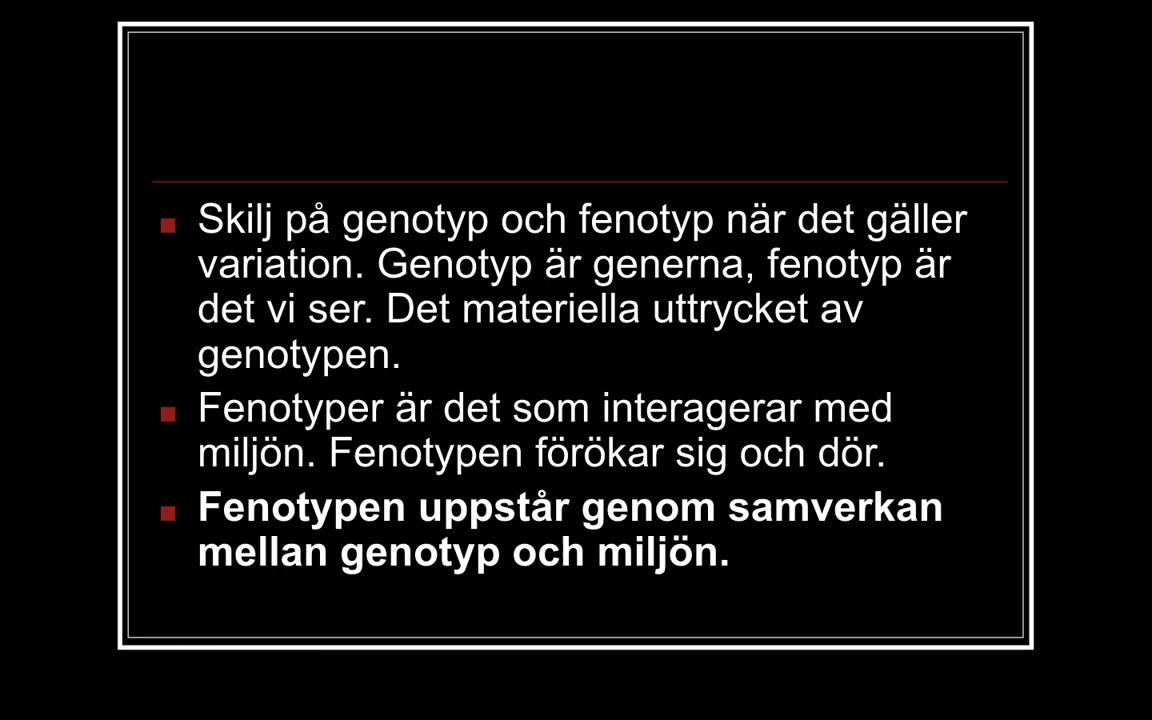 Skilj på genotyp och fenotyp när det gäller
variation. Genotyp är generna, fenotyp är
det vi ser. Det materiella uttrycket av
genotypen.
Fenotyper är det som interagerar med
miljön. Fenotypen förökar sig och dör.
Fenotypen uppstår genom samverkan
mellan genotyp och miljön.